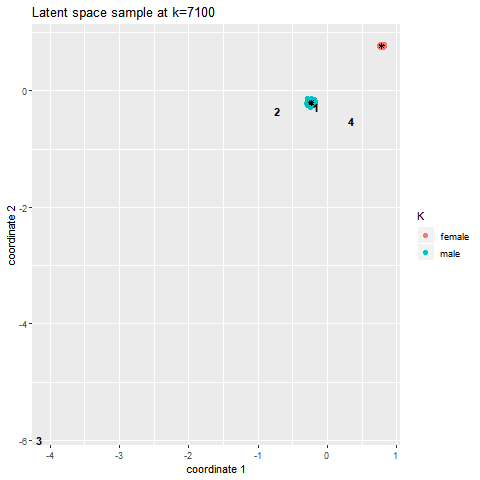 Latent space sample at k=7100
0
-2
-4
-6
coordinate 2
2
1
4
3
-4
-3
-2
-1
0
1
coordinate 1
K
female
male